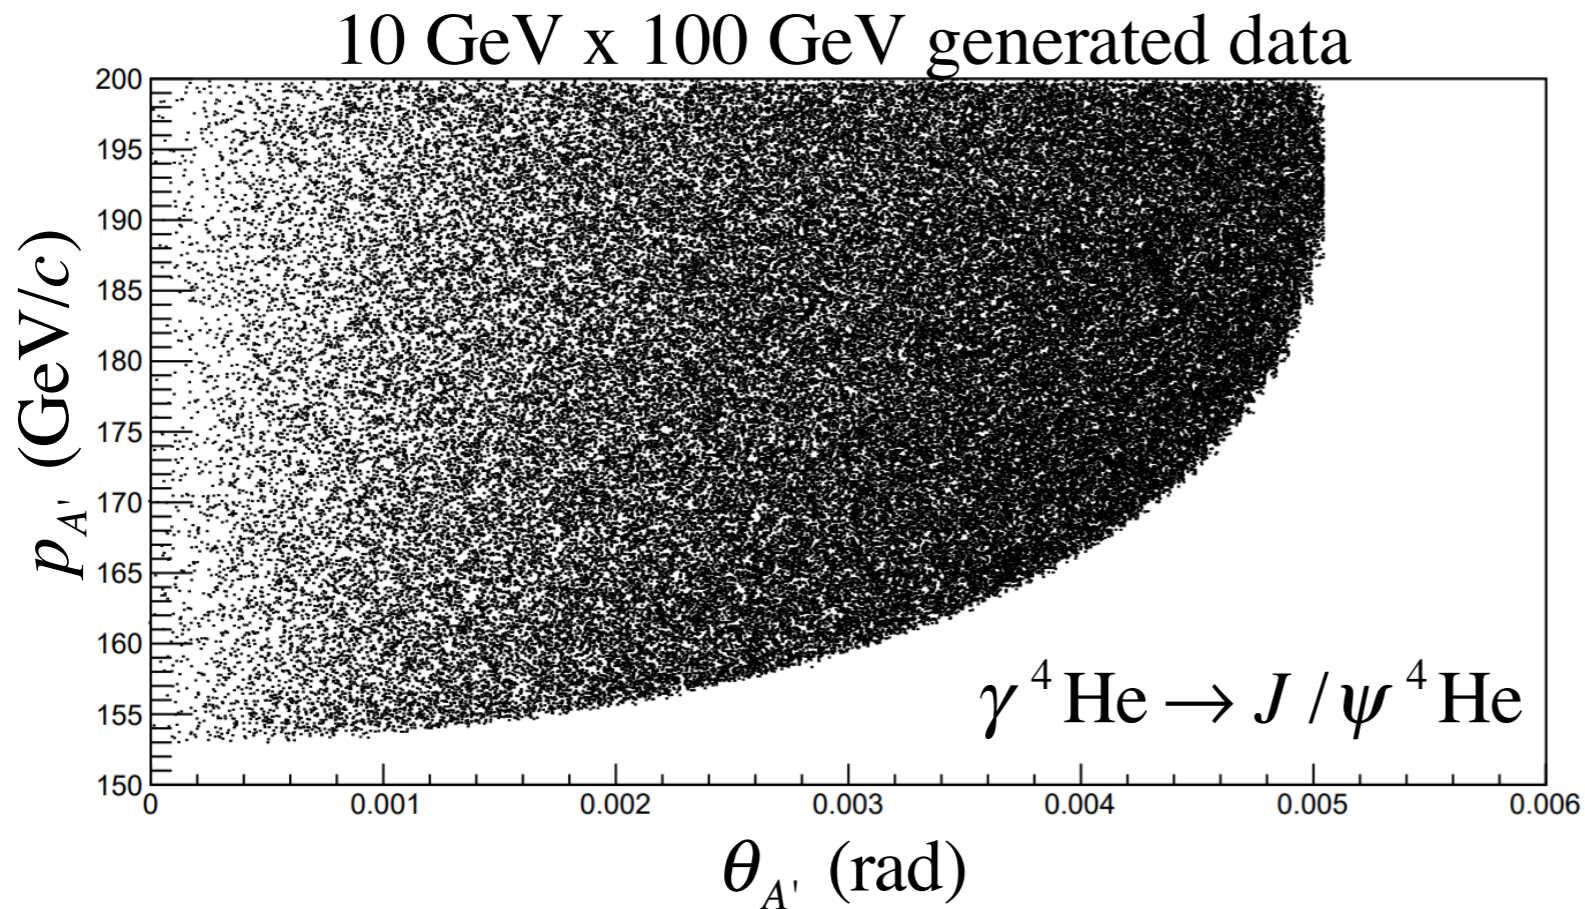 10 GeV x 100 GeV generated data
200
195
190
185
180
175
170
165
160
155
150
p_A' (GeV/c)
γ ⁴He → J/ψ ⁴He
0 0.001 0.002 0.003 0.004 0.005 0.006
θ_A' (rad)